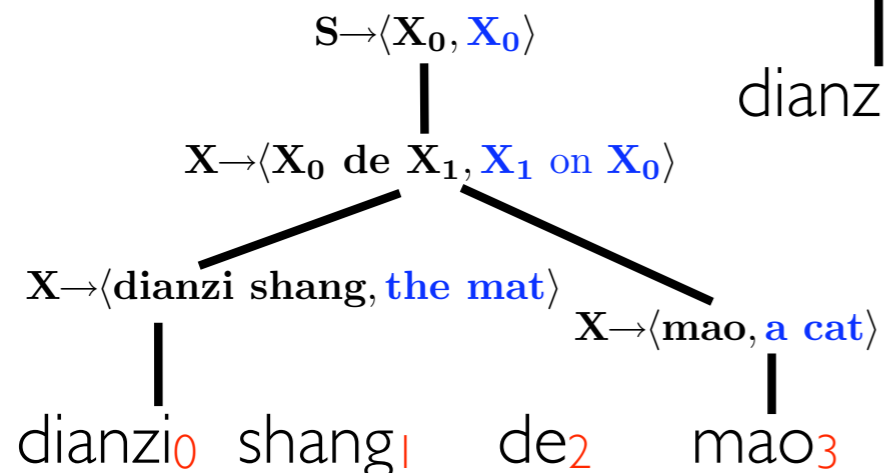 S→⟨X₀, X₀⟩
dianz
X→⟨X₀ de X₁, X₁ on X₀⟩
X→⟨dianzi shang, the mat⟩
X→⟨mao, a cat⟩
dianzi₀ shang₁ de₂ mao₃